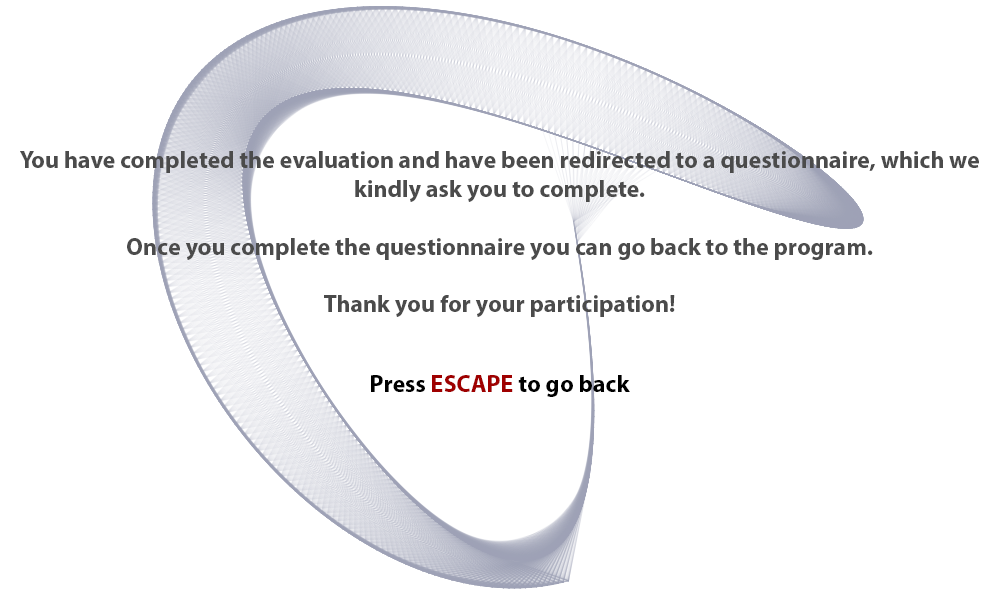 You have completed the evaluation and have been redirected to a questionnaire, which we
kindly ask you to complete.
Once you complete the questionnaire you can go back to the program.
Thank you for your participation!
Press ESCAPE to go back